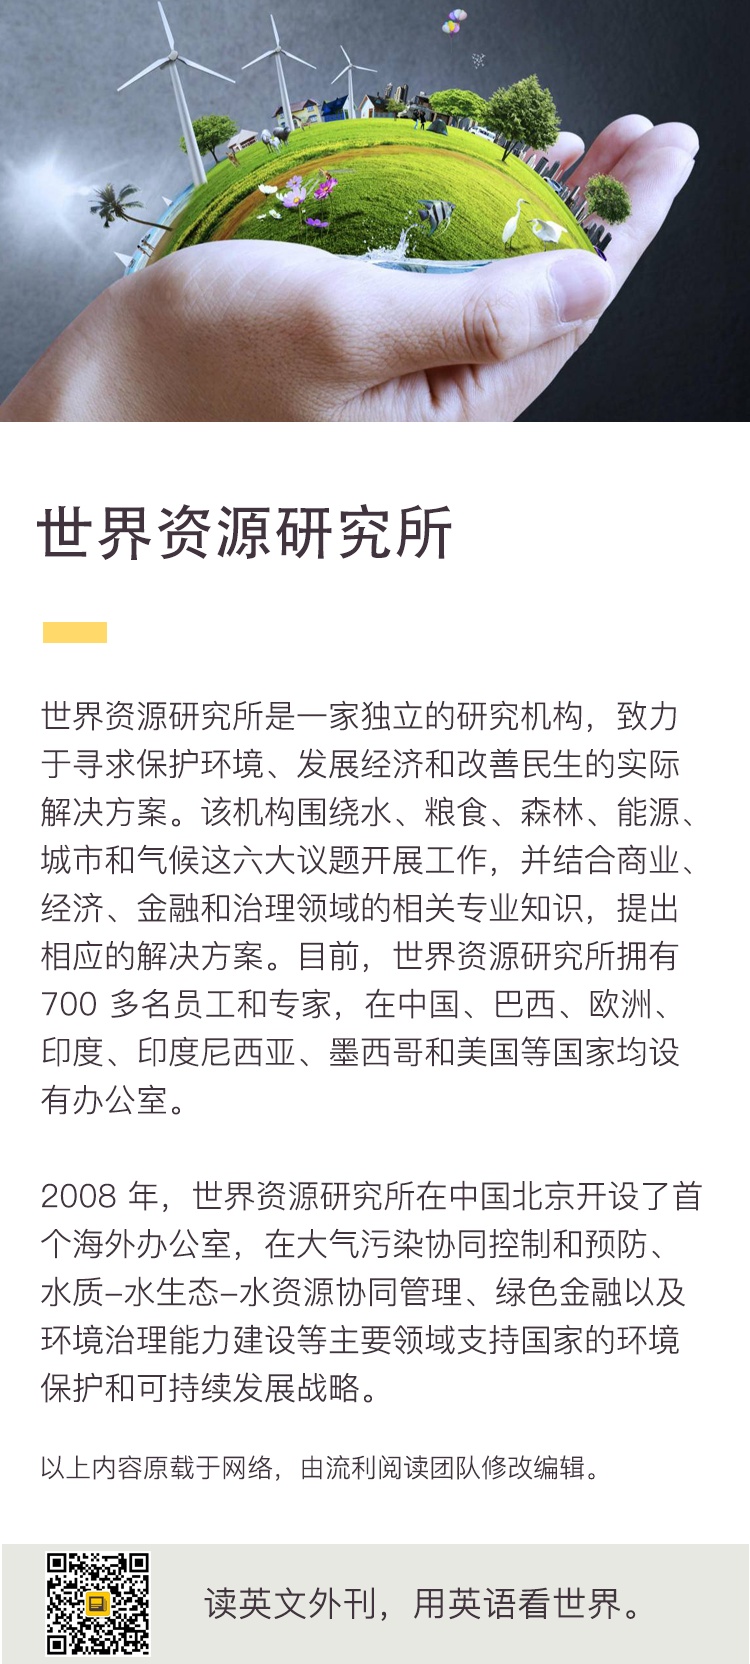 世界资源研究所
世界资源研究所是一家独立的研究机构，致力
于寻求保护环境、发展经济和改善民生的实际
解决方案。该机构围绕水、粮食、森林、能源、
城市和气候这六大议题开展工作，并结合商业、
经济、金融和治理领域的相关专业知识，提出
相应的解决方案。目前，世界资源研究所拥有
700 多名员工和专家，在中国、巴西、欧洲、
印度、印度尼西亚、墨西哥和美国等国家均设
有办公室。
2008 年，世界资源研究所在中国北京开设了首
个海外办公室，在大气污染协同控制和预防、
水质–水生态–水资源协同管理、绿色金融以及
环境治理能力建设等主要领域支持国家的环境
保护和可持续发展战略。
以上内容原载于网络，由流利阅读团队修改编辑。
读英文外刊，用英语看世界。